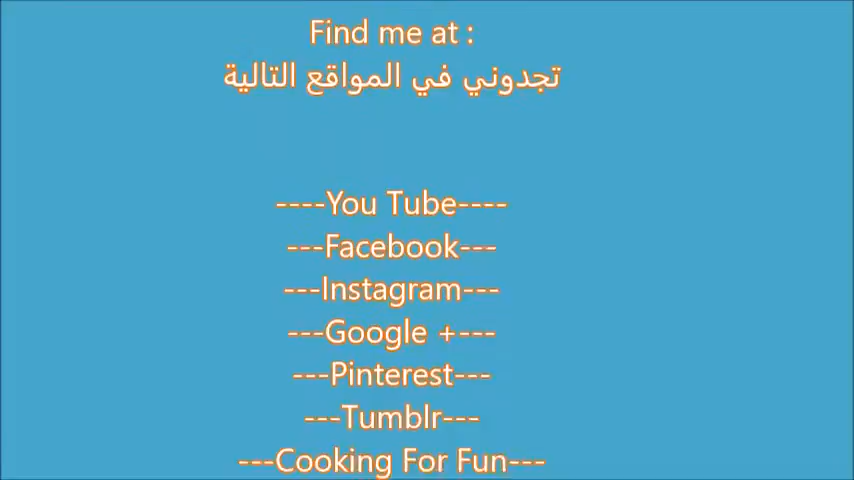 Find me at :
تجدوني في المواقع التالية
----You Tube----
---Facebook---
---Instagram---
---Google +---
---Pinterest---
---Tumblr---
---Cooking For Fun---